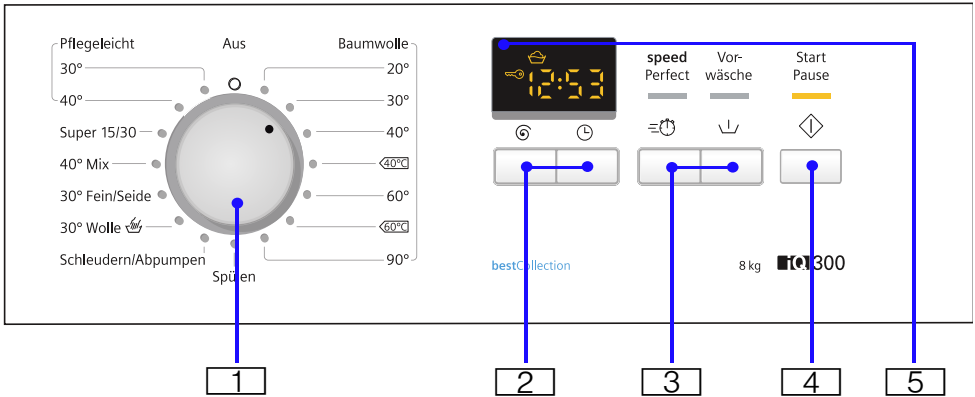 Pflegeleicht
Aus
Baumwolle
30°
40°
Super 15/30
40° Mix
30° Fein/Seide
30° Wolle
Schleudern/Abpumpen
Spülen
20°
30°
40°
40°C
60°
60°C
90°
12:53
speed
Perfect
Vor-
wäsche
Start
Pause
bestCollection
8 kg
iQ300
1
2
3
4
5